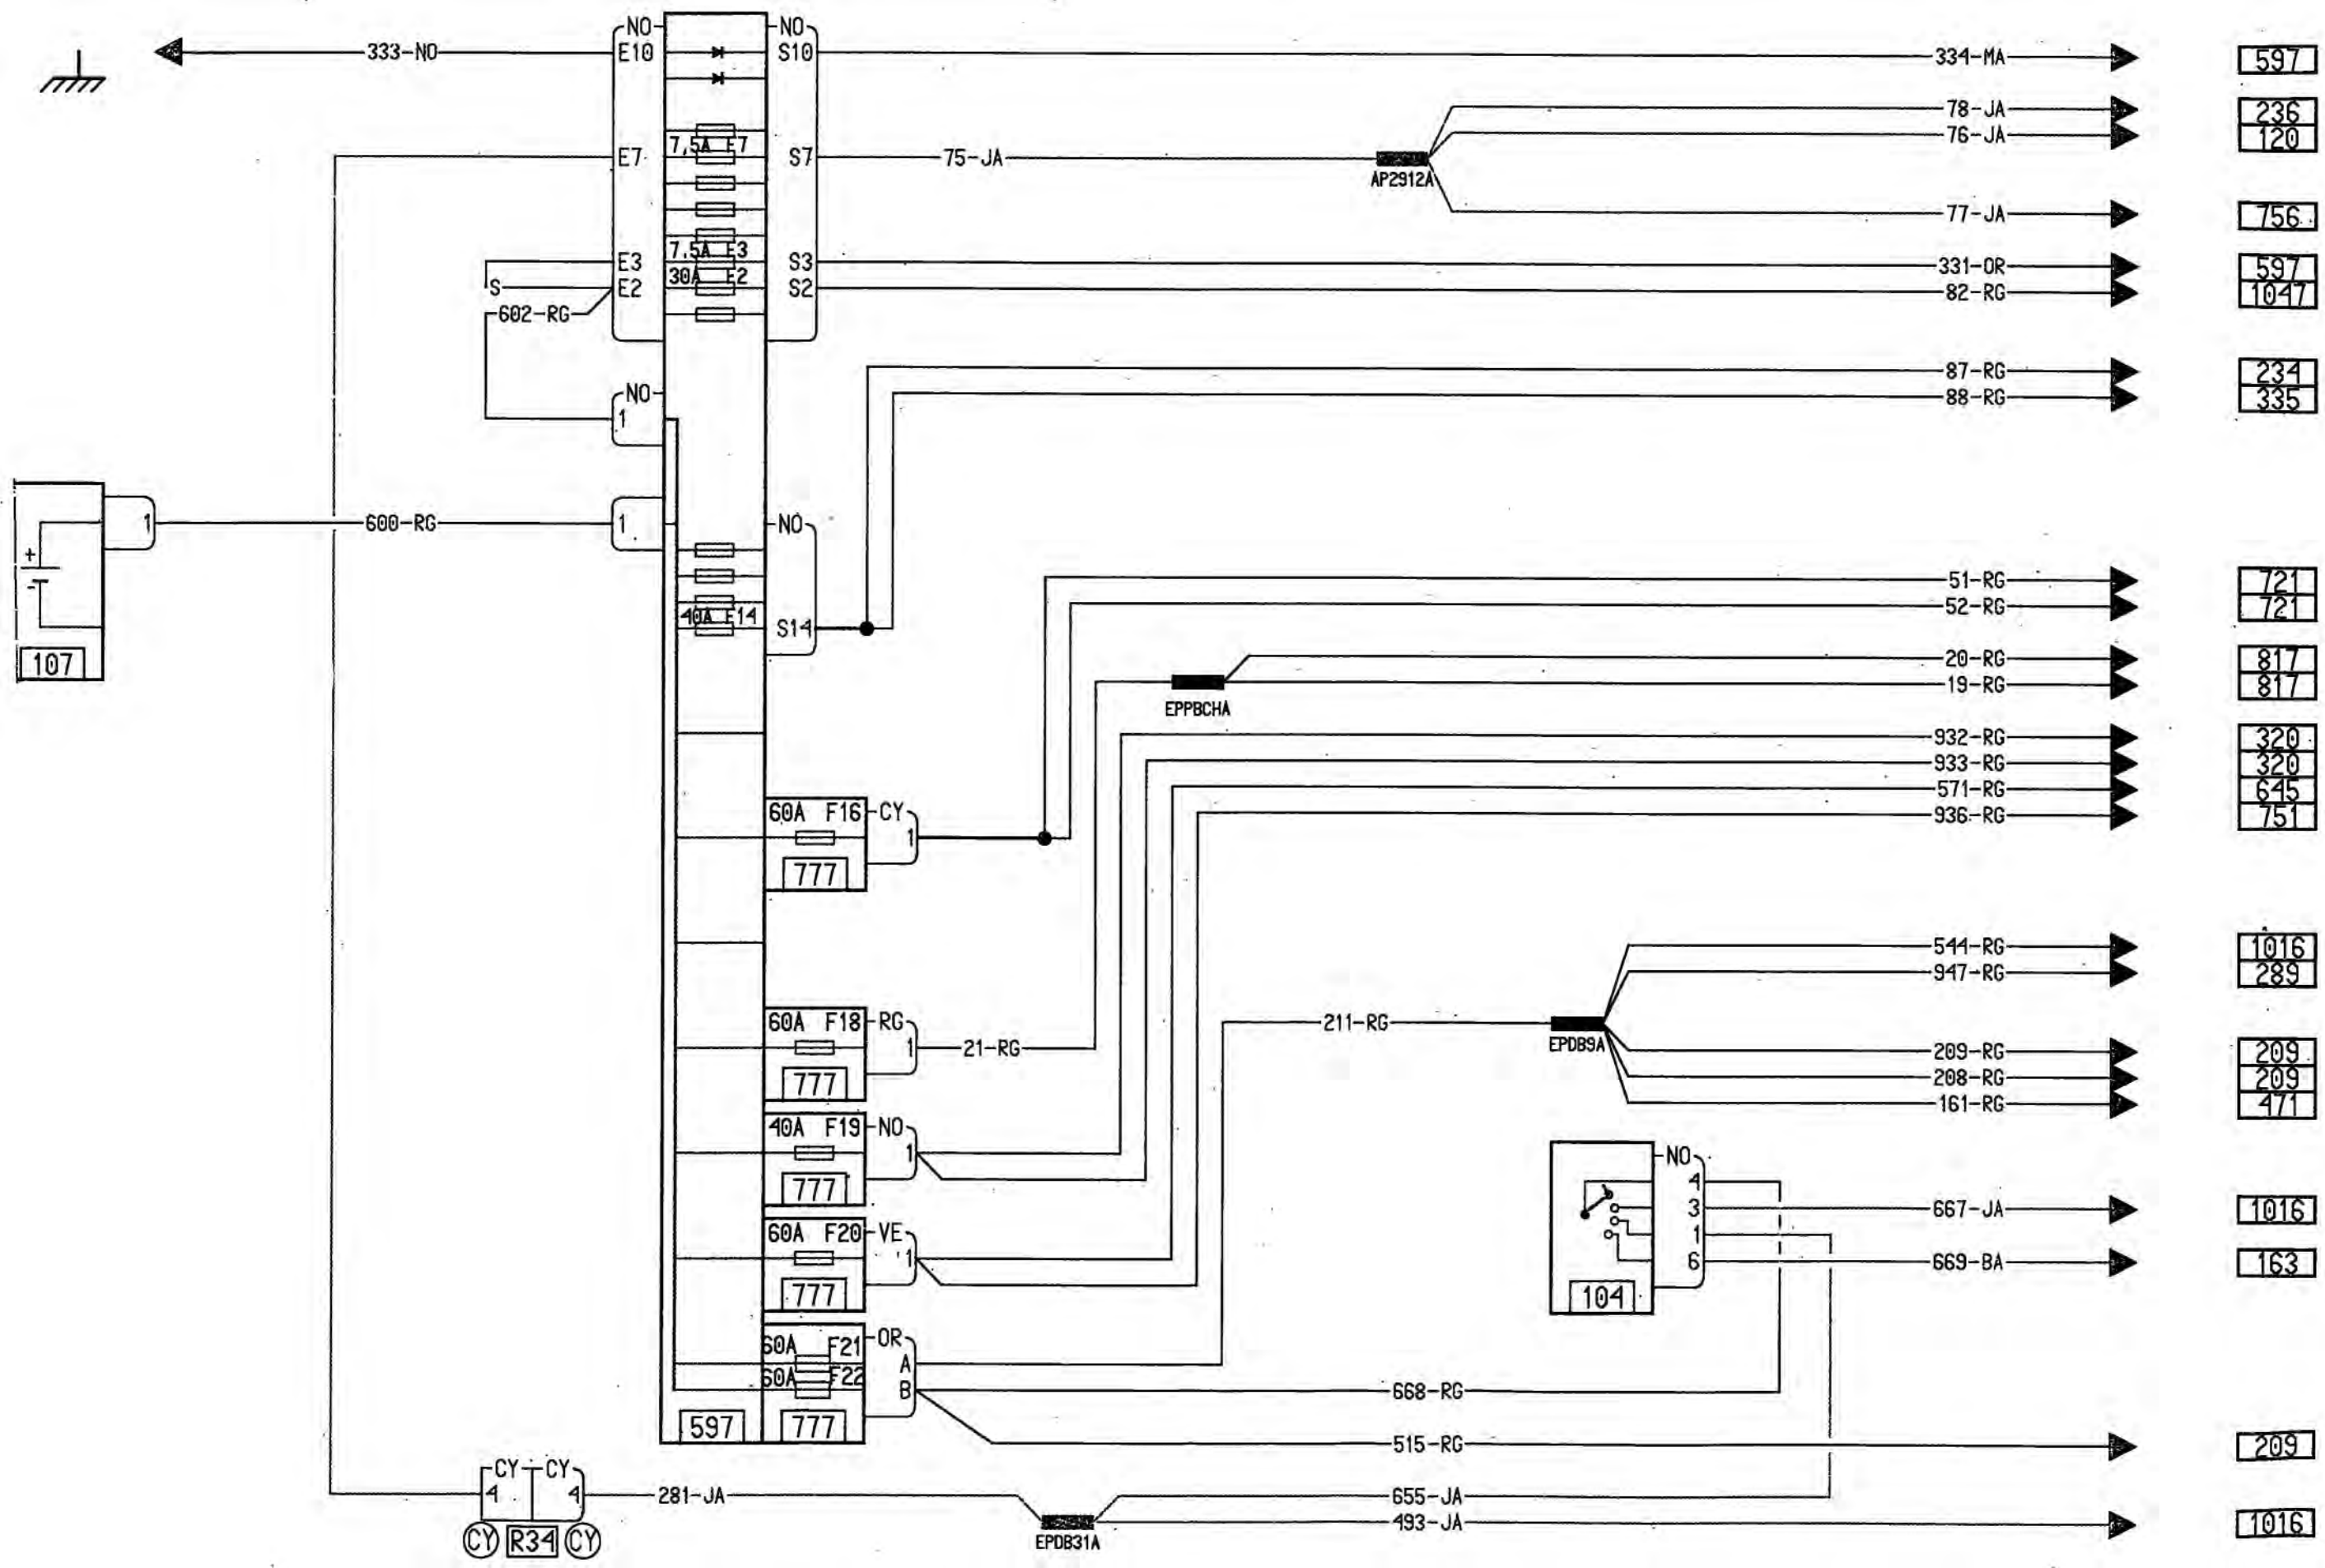 NO NO
333-NO E10 S10 334-MA 597
78-JA 236
7,5A F7 76-JA 120
E7 S7 75-JA
AP2912A
77-JA 756
7,5A F3
E3 S3 331-OR 597
30A F2
S E2 S2 82-RG 1047
602-RG
87-RG 234
NO 88-RG 335
1
1 600-RG 1 NO
+
-
51-RG 721
52-RG 721
40A F14
S14
107 20-RG 817
19-RG 817
EPPBCHA
932-RG 320
933-RG 320
571-RG 645
60A F16 CY 936-RG 751
1
777
544-RG 1016
947-RG 289
60A F18 RG 211-RG
1 21-RG EPDB9A 209-RG 209
777 208-RG 209
161-RG 471
40A F19 NO
1 NO
777 4
3 667-JA 1016
60A F20 VE 1
1 6 669-BA 163
777 104
60A F21 OR
A
60A F22
B 668-RG
597 777
515-RG 209
CY CY
4 4 281-JA 655-JA
493-JA 1016
CY R34 CY EPDB31A